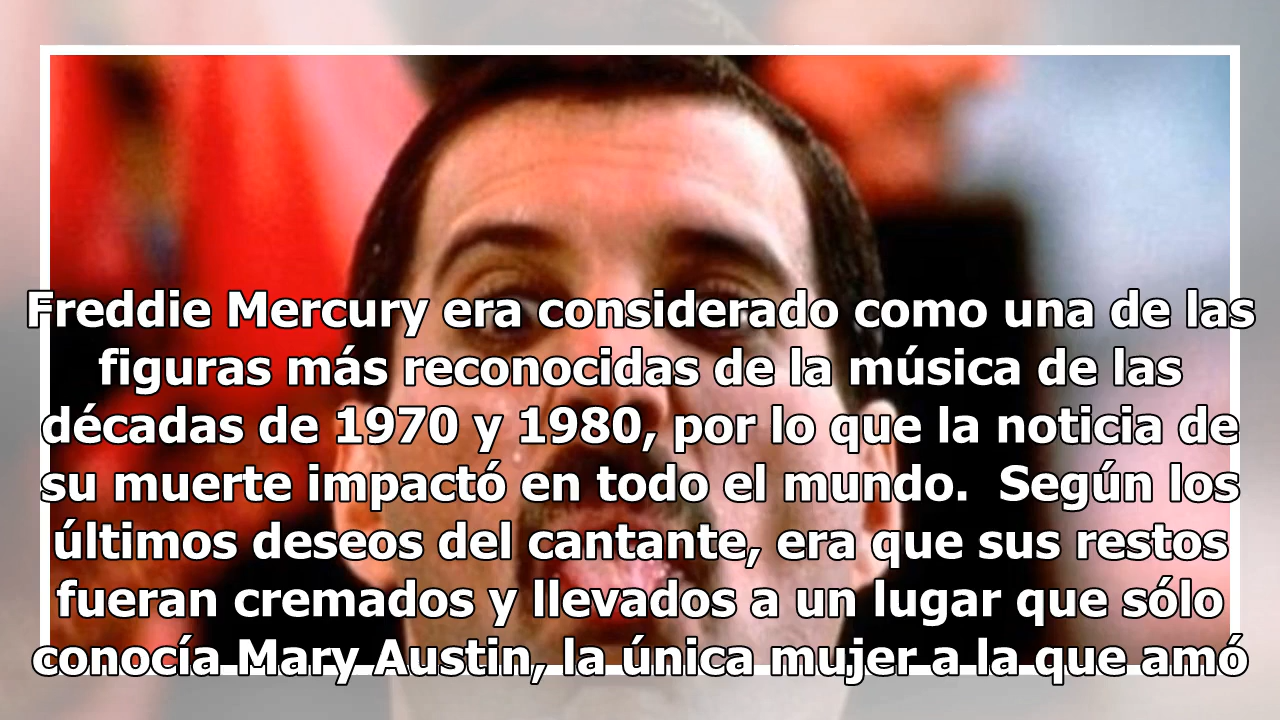 Freddie Mercury era considerado como una de las
figuras más reconocidas de la música de las
décadas de 1970 y 1980, por lo que la noticia de
su muerte impactó en todo el mundo.  Según los
últimos deseos del cantante, era que sus restos
fueran cremados y llevados a un lugar que sólo
conocía Mary Austin, la única mujer a la que amó